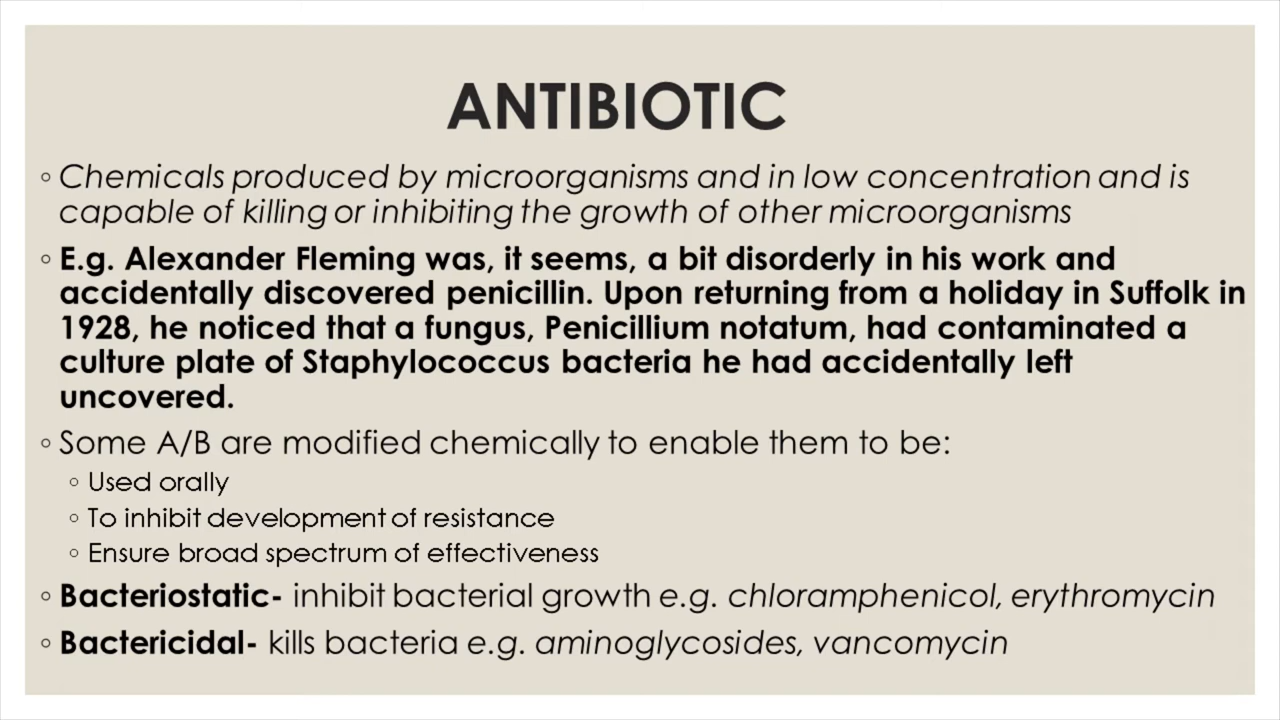 ANTIBIOTIC
◦ Chemicals produced by microorganisms and in low concentration and is
capable of killing or inhibiting the growth of other microorganisms
◦ E.g. Alexander Fleming was, it seems, a bit disorderly in his work and
accidentally discovered penicillin. Upon returning from a holiday in Suffolk in
1928, he noticed that a fungus, Penicillium notatum, had contaminated a
culture plate of Staphylococcus bacteria he had accidentally left
uncovered.
◦ Some A/B are modified chemically to enable them to be:
◦ Used orally
◦ To inhibit development of resistance
◦ Ensure broad spectrum of effectiveness
◦ Bacteriostatic- inhibit bacterial growth e.g. chloramphenicol, erythromycin
◦ Bactericidal- kills bacteria e.g. aminoglycosides, vancomycin